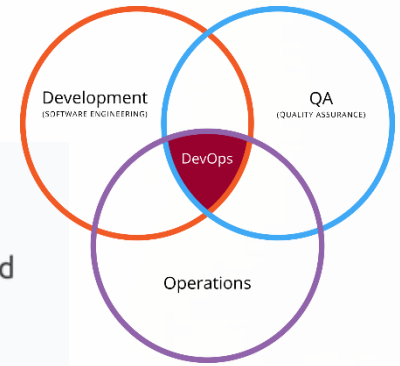 Development
(SOFTWARE ENGINEERING)
QA
(QUALITY ASSURANCE)
DevOps
d
Operations